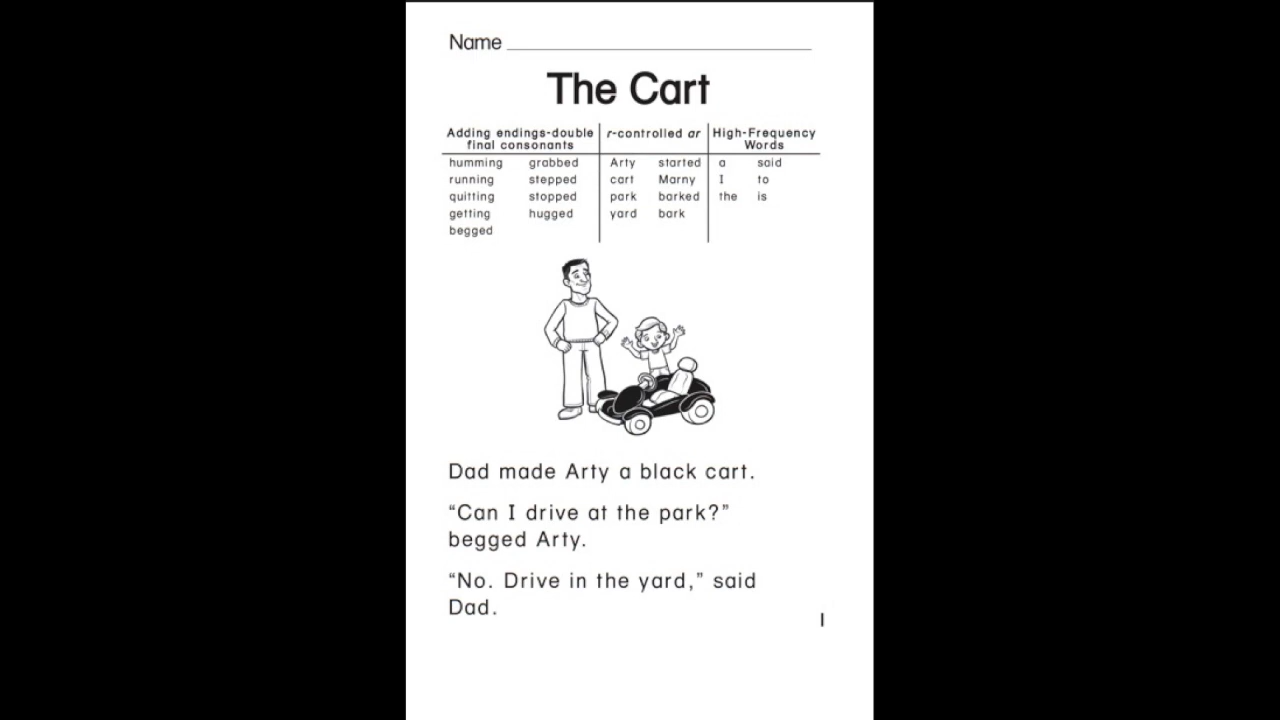 Name
The Cart
Adding endings-double final consonants
humming grabbed
running stepped
quitting stopped
getting hugged
begged
r-controlled ar
Arty started
cart Marny
park barked
yard bark
High-Frequency Words
a said
I to
the is
Dad made Arty a black cart.
“Can I drive at the park?”
begged Arty.
“No. Drive in the yard,” said
Dad.
1